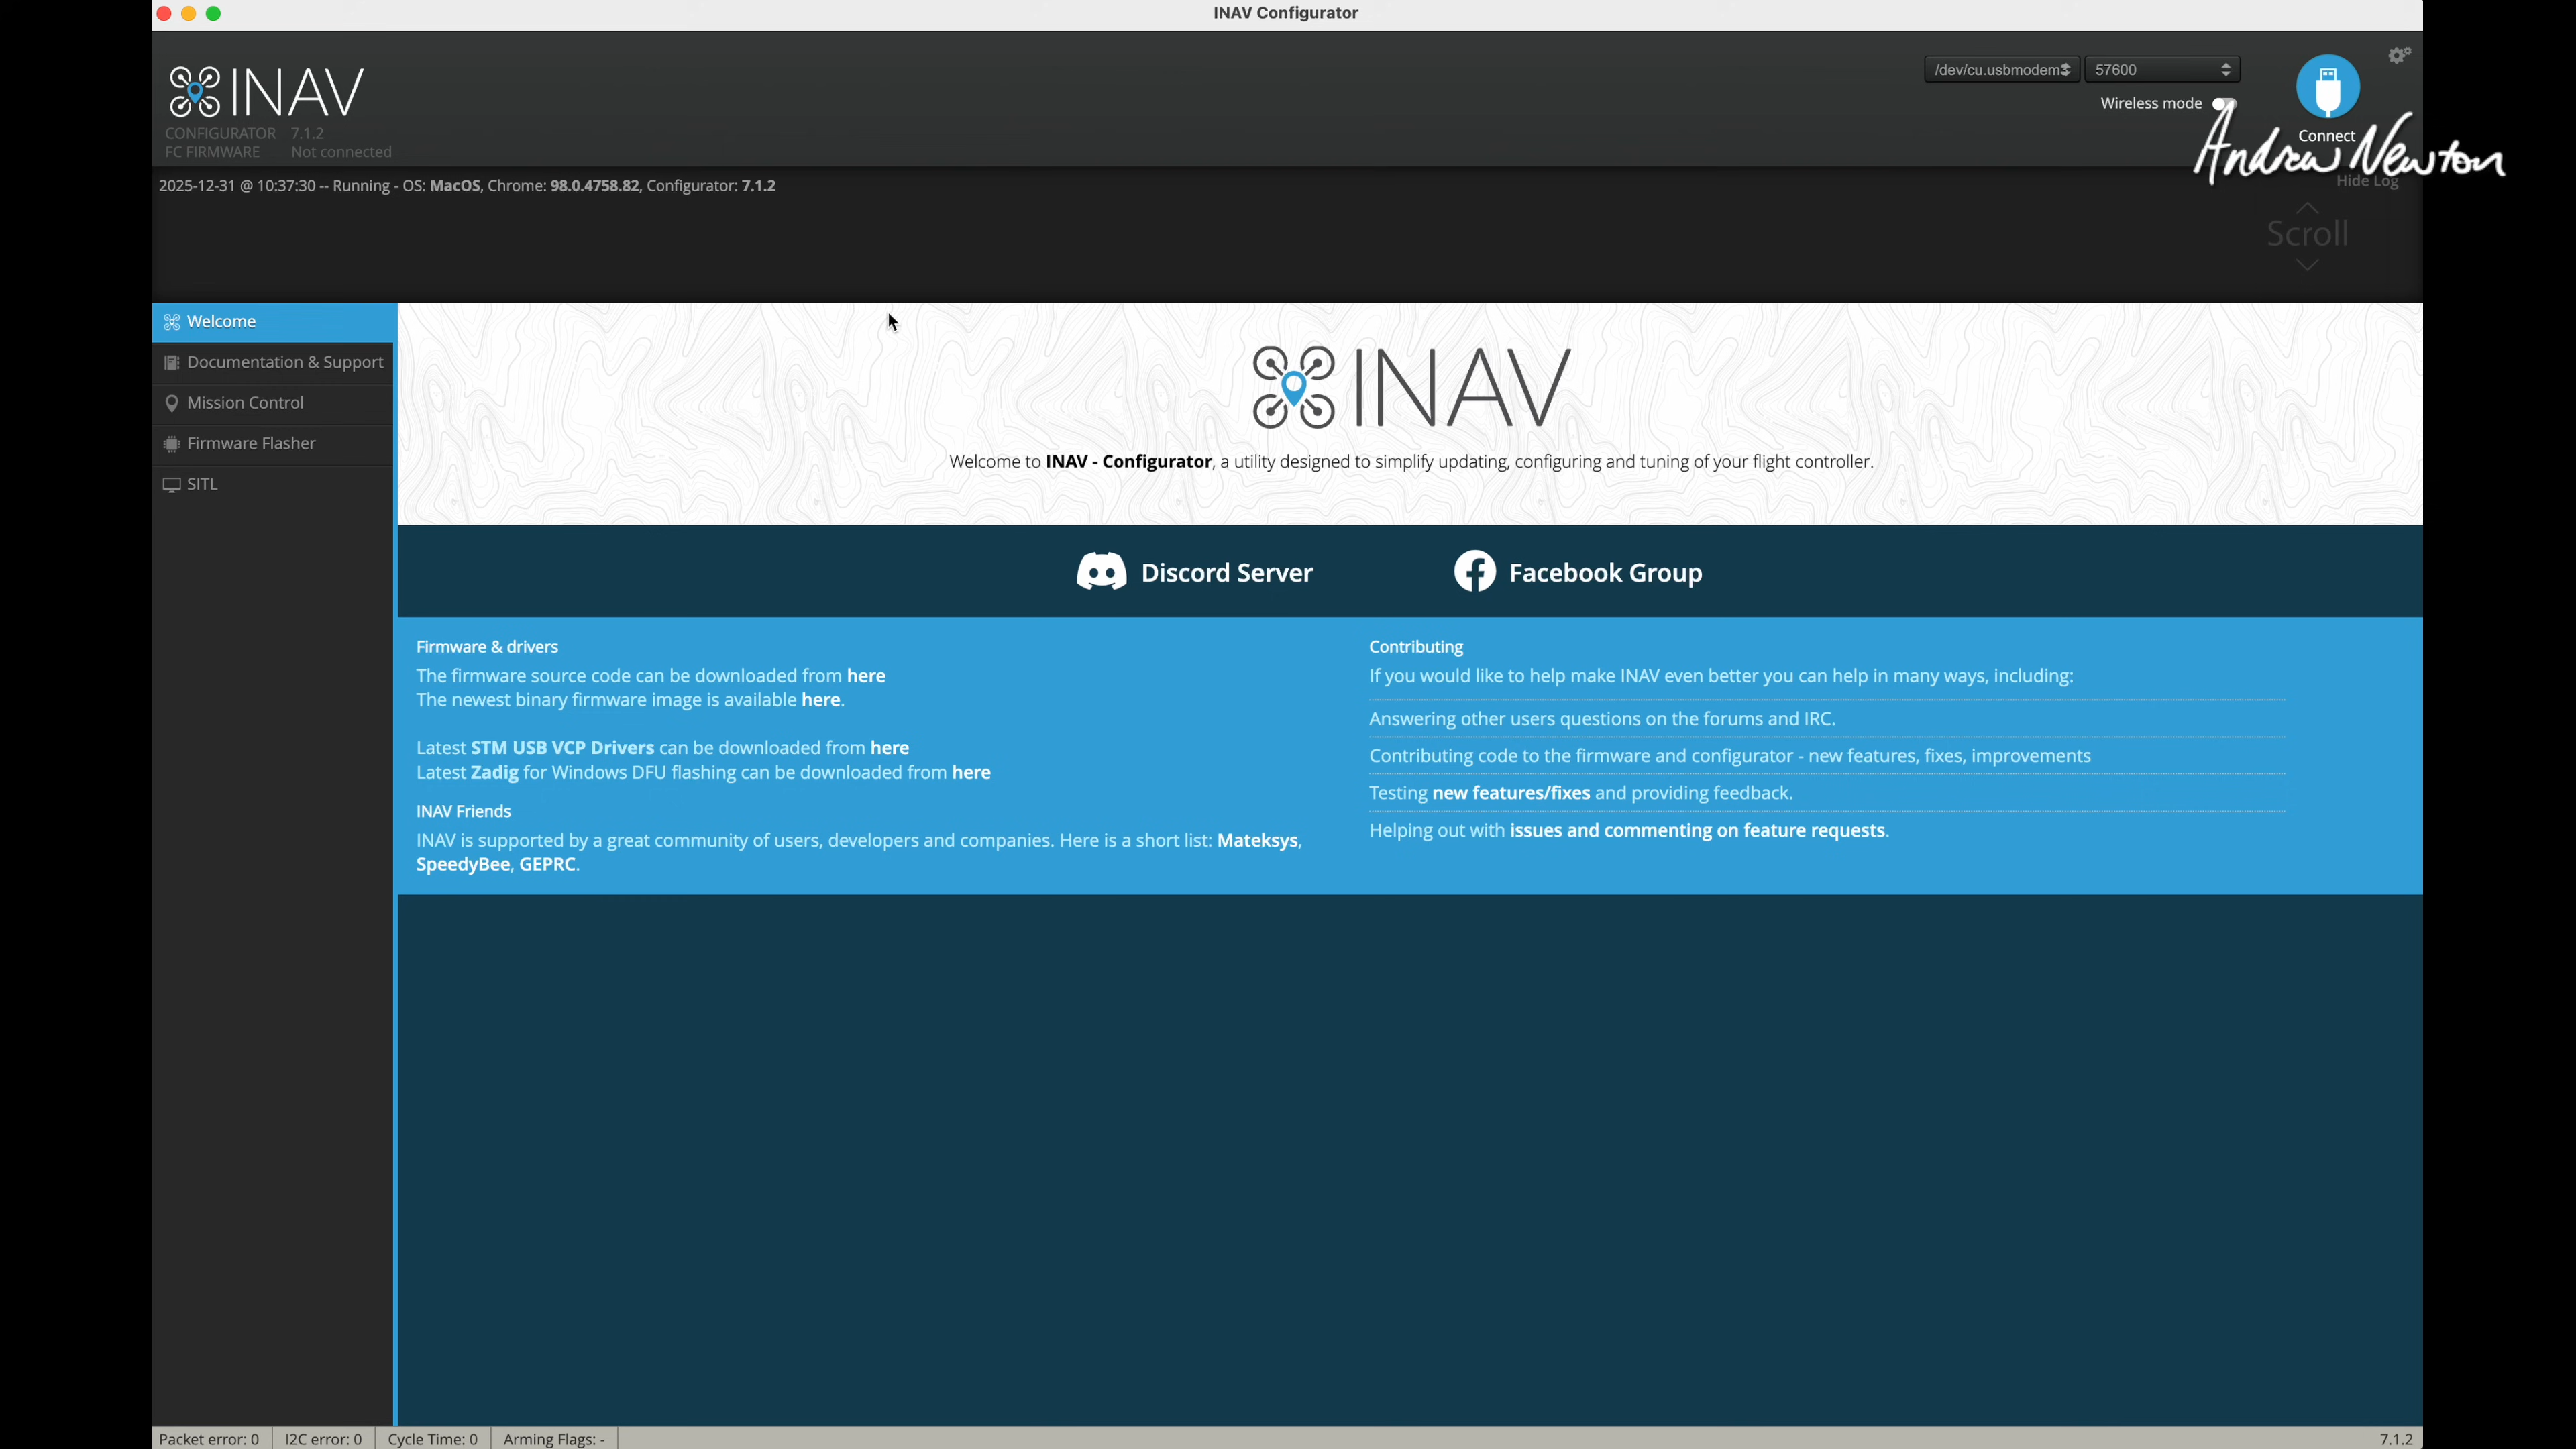 INAV Configurator
INAV
/dev/cu.usbmodem
57600
Wireless mode
CONFIGURATOR 7.1.2
FC FIRMWARE Not connected
Connect
Andrew Newton
Hide Log
2025-12-31 @ 10:37:30 -- Running - OS: MacOS, Chrome: 98.0.4758.82, Configurator: 7.1.2
Scroll
Welcome
Documentation & Support
Mission Control
Firmware Flasher
SITL
INAV
Welcome to INAV - Configurator, a utility designed to simplify updating, configuring and tuning of your flight controller.
Discord Server
Facebook Group
Firmware & drivers
The firmware source code can be downloaded from here
The newest binary firmware image is available here.
Latest STM USB VCP Drivers can be downloaded from here
Latest Zadig for Windows DFU flashing can be downloaded from here
INAV Friends
INAV is supported by a great community of users, developers and companies. Here is a short list: Mateksys,
SpeedyBee, GEPRC.
Contributing
If you would like to help make INAV even better you can help in many ways, including:
Answering other users questions on the forums and IRC.
Contributing code to the firmware and configurator - new features, fixes, improvements
Testing new features/fixes and providing feedback.
Helping out with issues and commenting on feature requests.
Packet error: 0
I2C error: 0
Cycle Time: 0
Arming Flags: -
7.1.2